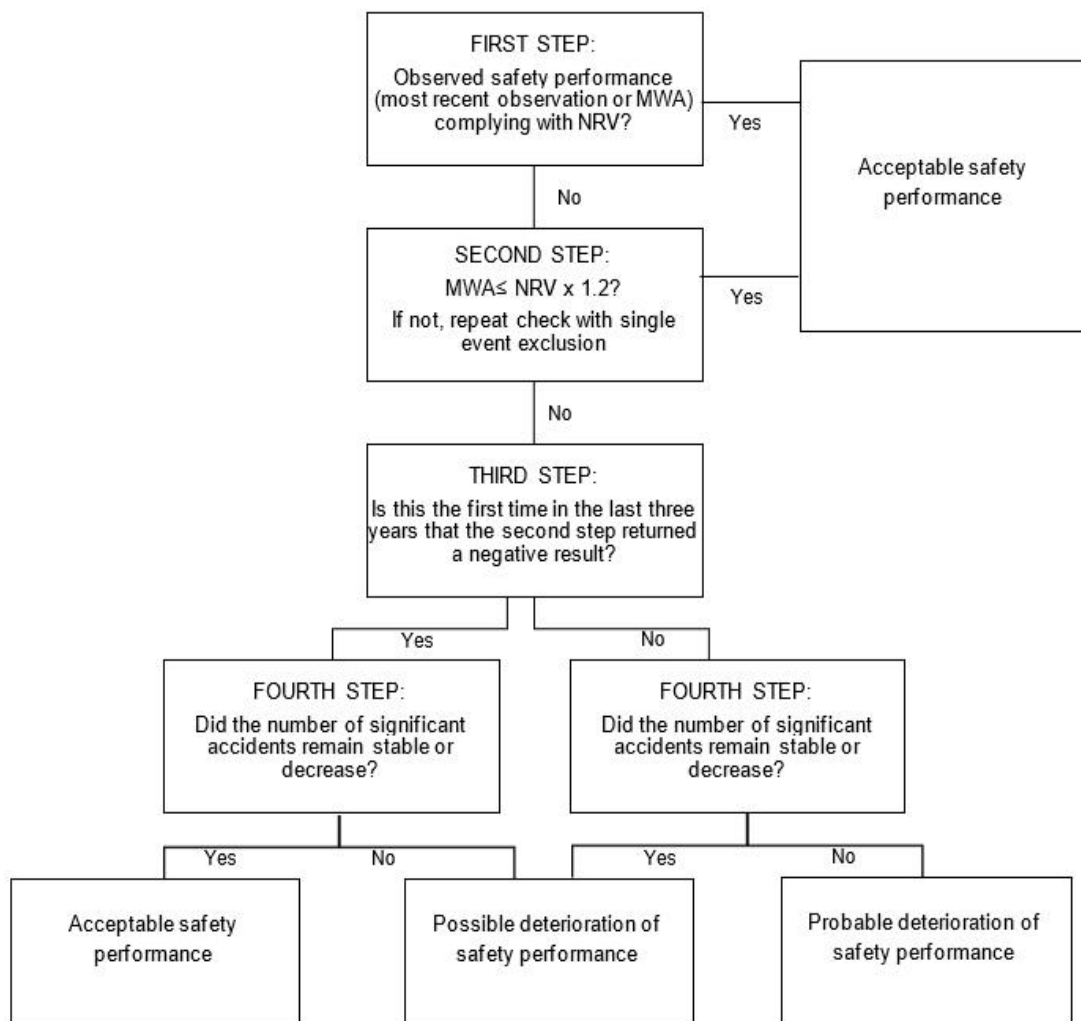 FIRST STEP:
Observed safety performance
(most recent observation or MWA)
complying with NRV?
Yes
Acceptable safety
performance
No
SECOND STEP:
MWA≤ NRV x 1.2?
If not, repeat check with single
event exclusion
Yes
No
THIRD STEP:
Is this the first time in the last three
years that the second step returned
a negative result?
Yes
No
FOURTH STEP:
Did the number of significant
accidents remain stable or
decrease?
FOURTH STEP:
Did the number of significant
accidents remain stable or
decrease?
Yes
No
Yes
No
Acceptable safety
performance
Possible deterioration of
safety performance
Probable deterioration of
safety performance